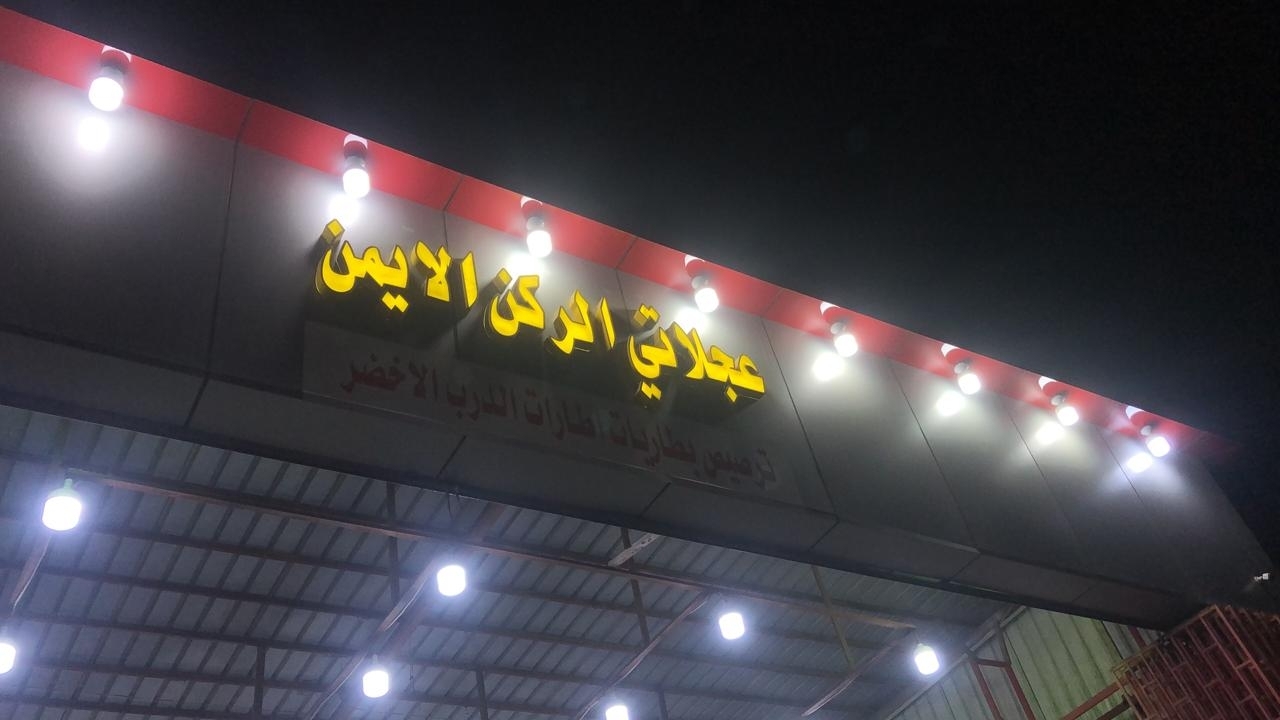 عجلاتي الركن الايمن
ترصيص بطاريات اطارات الدرب الاخضر